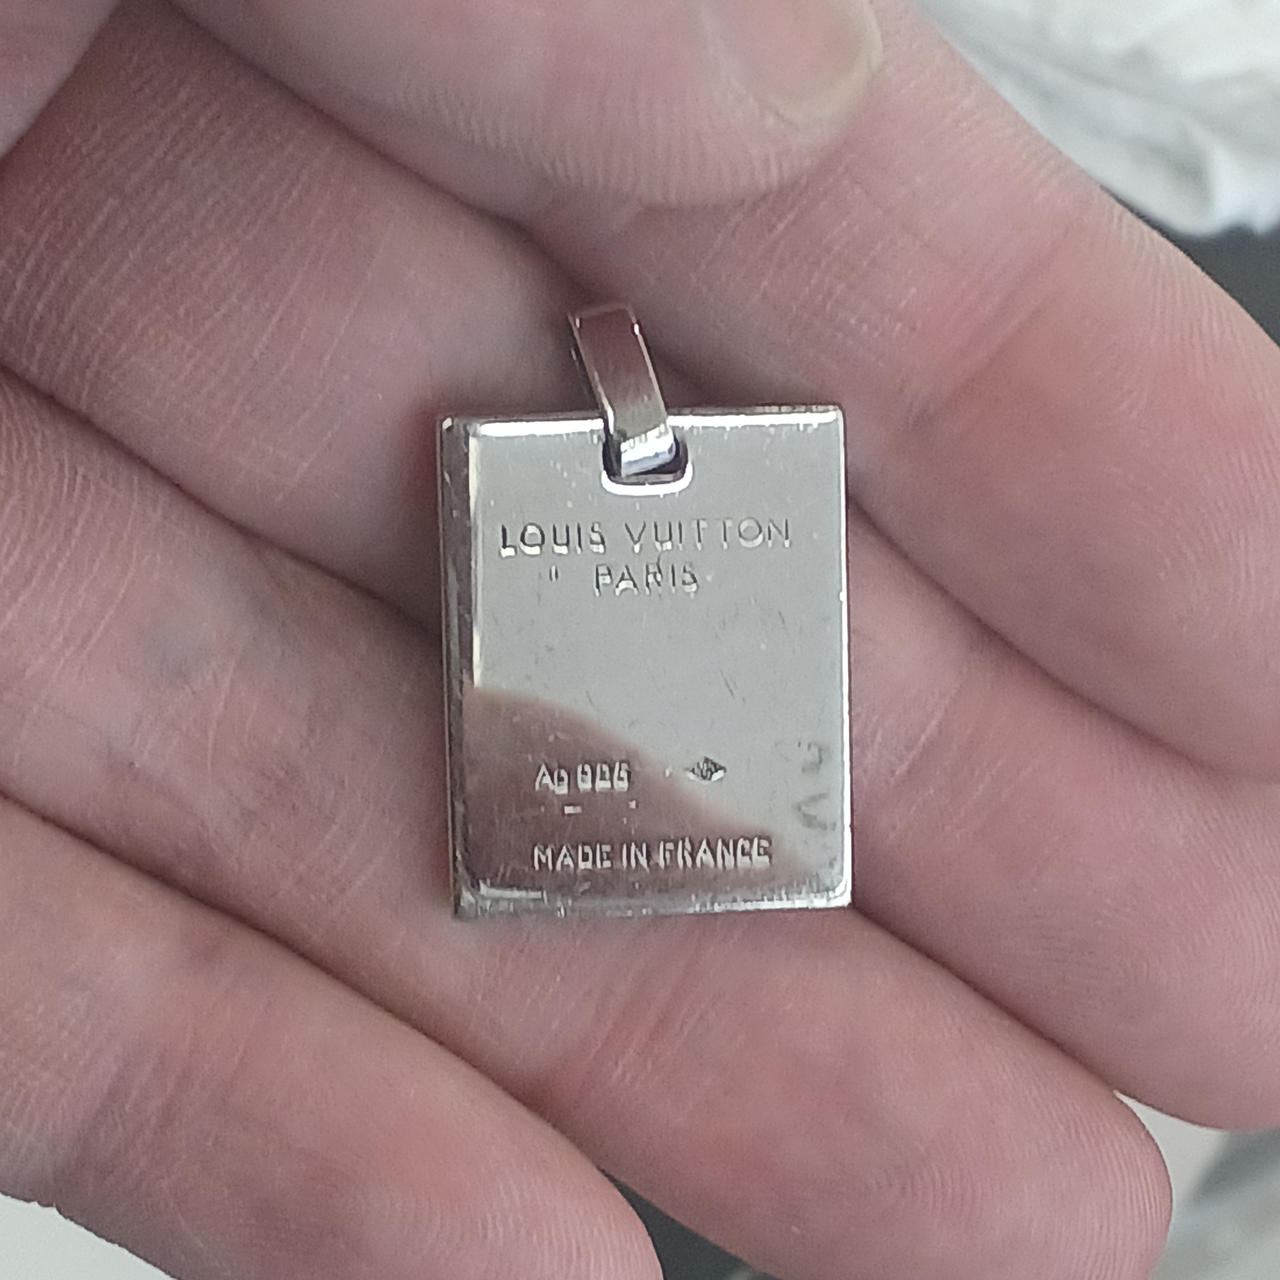 LOUIS VUITTON
PARIS
Ag 925
MADE IN FRANCE